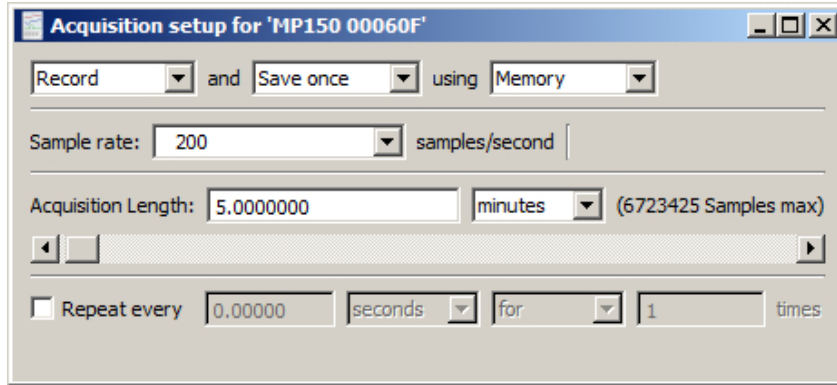 Acquisition setup for 'MP150 00060F'
Record and Save once using Memory
Sample rate: 200 samples/second
Acquisition Length: 5.0000000 minutes (6723425 Samples max)
Repeat every 0.00000 seconds for 1 times